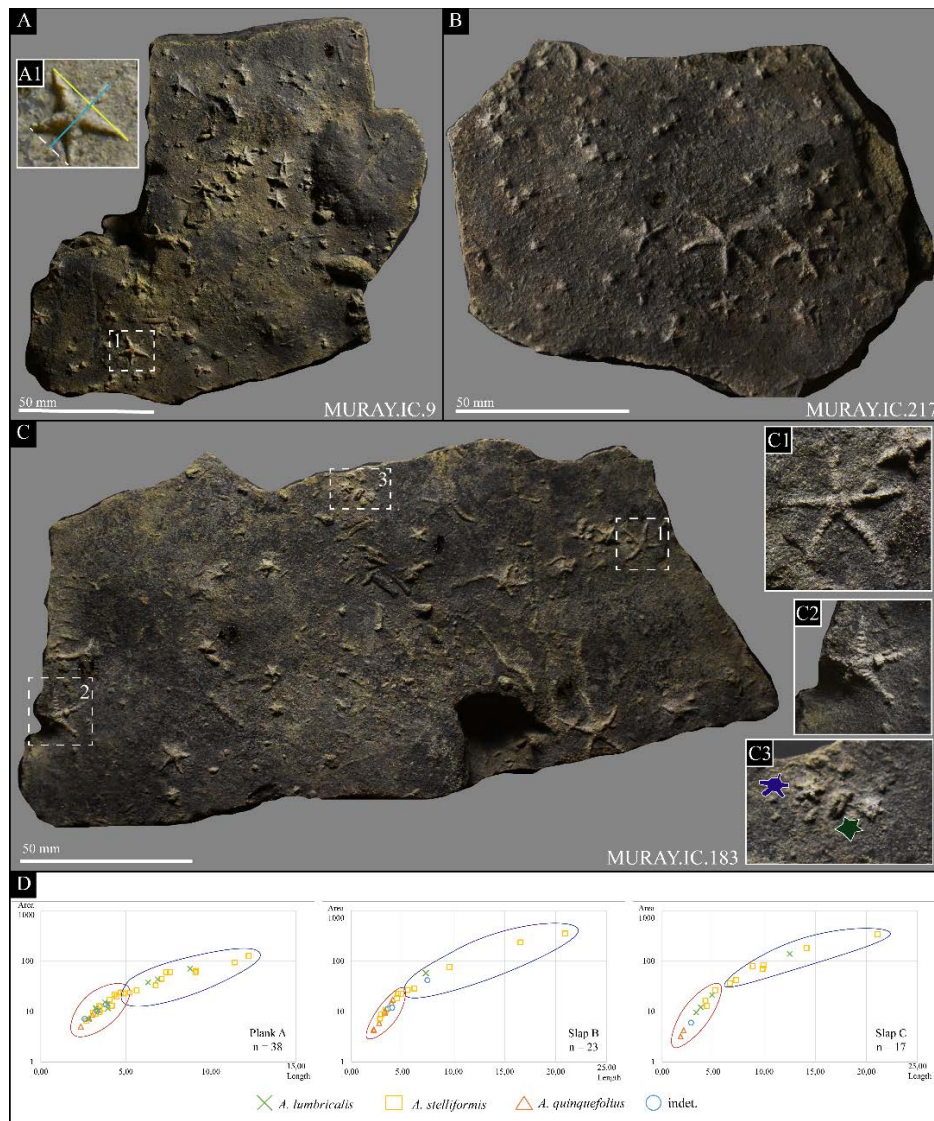 A
A1
1
50 mm
MURAY.IC.9
B
50 mm
MURAY.IC.217
C
3
1
2
C1
C2
C3
50 mm
MURAY.IC.183
D
Area
1000
100
10
1
0,00
5,00
10,00
15,00
Length
Plank A
n = 38
Area
1000
100
10
1
0,00
5,00
10,00
15,00
20,00
25,00
Length
Slap B
n = 23
Area
1000
100
10
1
0,00
5,00
10,00
15,00
20,00
25,00
Length
Slap C
n = 17
A. lumbricalis
A. stelliformis
A. quinquefolius
indet.